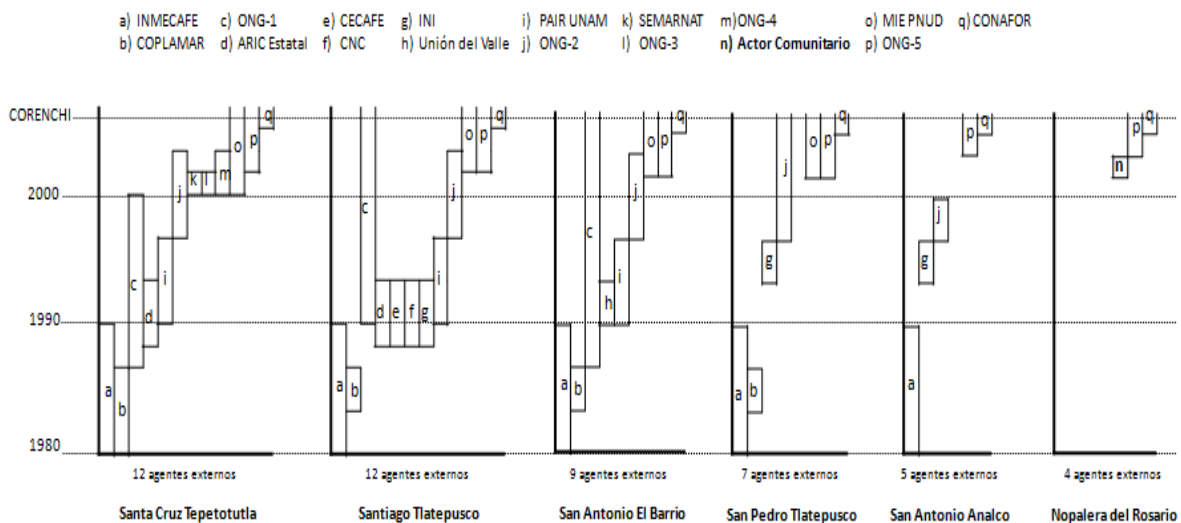 a) INMECAFE c) ONG-1 e) CECAFE g) INI i) PAIR UNAM k) SEMARNAT m)ONG-4 o) MIE PNUD q)CONAFOR
b) COPLAMAR d) ARIC Estatal f) CNC h) Unión del Valle j) ONG-2 l) ONG-3 n) Actor Comunitario p) ONG-5
CORENCHI
2000
1990
1980
a b c d i j k l m o p q
a b c d e f g i j o p q
a b c h i j o p q
a b g j o p q
a g j p q
n p q
12 agentes externos 12 agentes externos 9 agentes externos 7 agentes externos 5 agentes externos 4 agentes externos
Santa Cruz Tepetotutla Santiago Tlatepusco San Antonio El Barrio San Pedro Tlatepusco San Antonio Analco Nopalera del Rosario